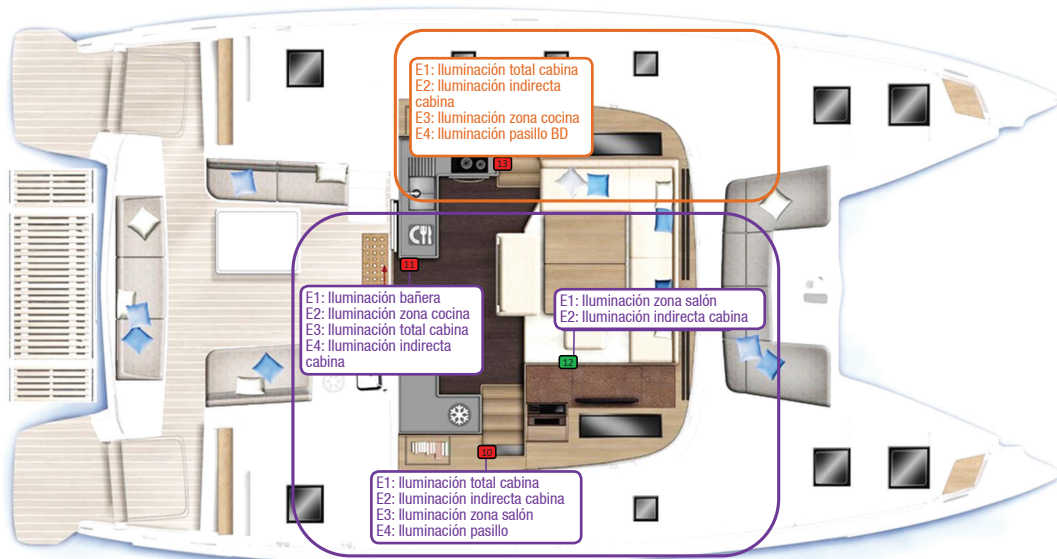 E1: Iluminación total cabina
E2: Iluminación indirecta
cabina
E3: Iluminación zona cocina
E4: Iluminación pasillo BD
13
11
E1: Iluminación bañera
E2: Iluminación zona cocina
E3: Iluminación total cabina
E4: Iluminación indirecta
cabina
E1: Iluminación zona salón
E2: Iluminación indirecta cabina
12
10
E1: Iluminación total cabina
E2: Iluminación indirecta cabina
E3: Iluminación zona salón
E4: Iluminación pasillo